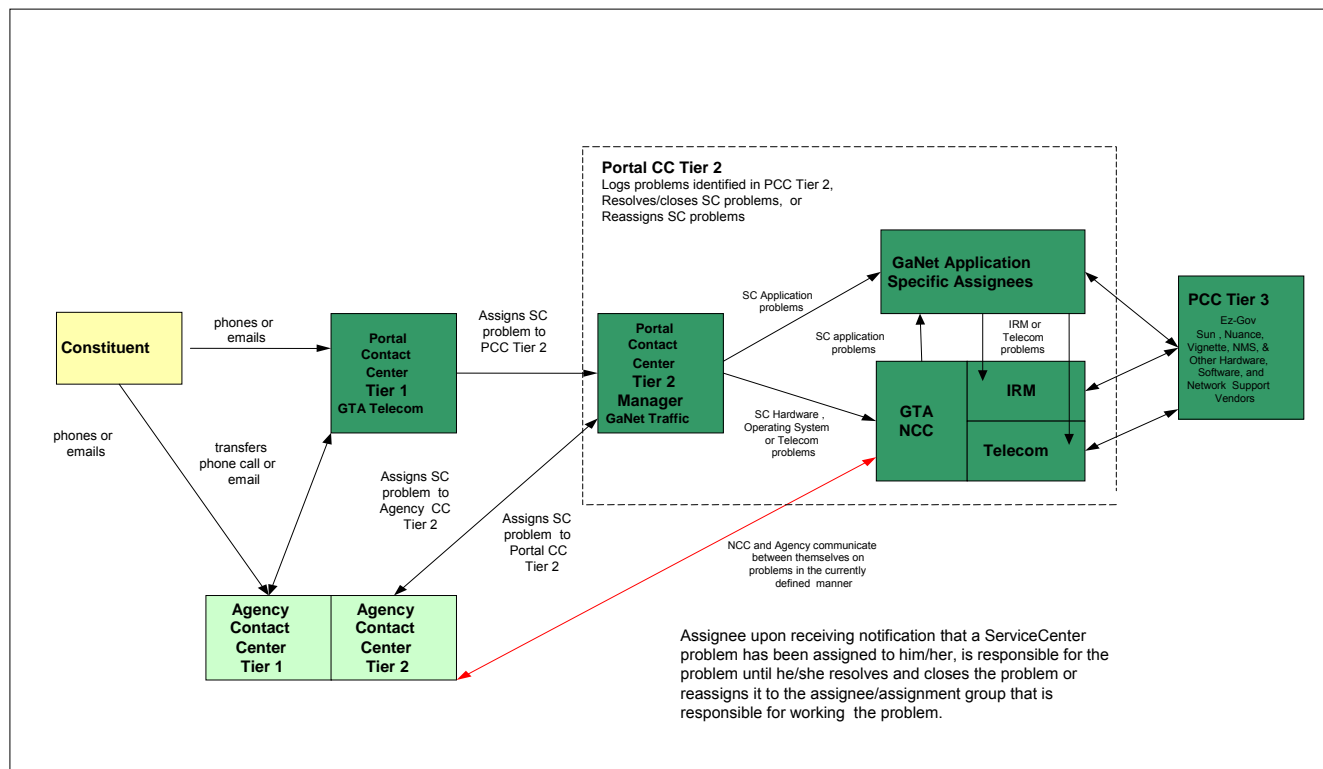 Portal CC Tier 2
Logs problems identified in PCC Tier 2,
Resolves/closes SC problems, or
Reassigns SC problems
GaNet Application
Specific Assignees
PCC Tier 3
Ez-Gov
Sun , Nuance,
Vignette, NMS, &
Other Hardware,
Software, and
Network Support
Vendors
SC Application
problems
phones or
emails
Assigns SC
problem to
PCC Tier 2
Constituent
Portal
Contact
Center
Tier 1
GTA Telecom
Portal
Contact
Center
Tier 2
Manager
GaNet Traffic
SC application
problems
IRM or
Telecom
problems
GTA
NCC
IRM
Telecom
SC Hardware ,
Operating System
or Telecom
problems
phones or
emails
transfers
phone call or
email
Assigns SC
problem to
Agency CC
Tier 2
Assigns SC
problem to
Portal CC
Tier 2
NCC and Agency communicate
between themselves on
problems in the currently
defined manner
Agency
Contact
Center
Tier 1
Agency
Contact
Center
Tier 2
Assignee upon receiving notification that a ServiceCenter
problem has been assigned to him/her, is responsible for the
problem until he/she resolves and closes the problem or
reassigns it to the assignee/assignment group that is
responsible for working the problem.